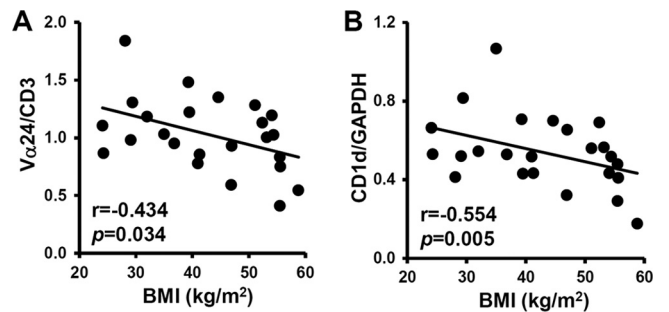 A
Vα24/CD3
2.0
1.5
1.0
0.5
0.0
r=-0.434
p=0.034
20 30 40 50 60
BMI (kg/m²)
B
CD1d/GAPDH
1.2
0.8
0.4
0.0
r=-0.554
p=0.005
20 30 40 50 60
BMI (kg/m²)